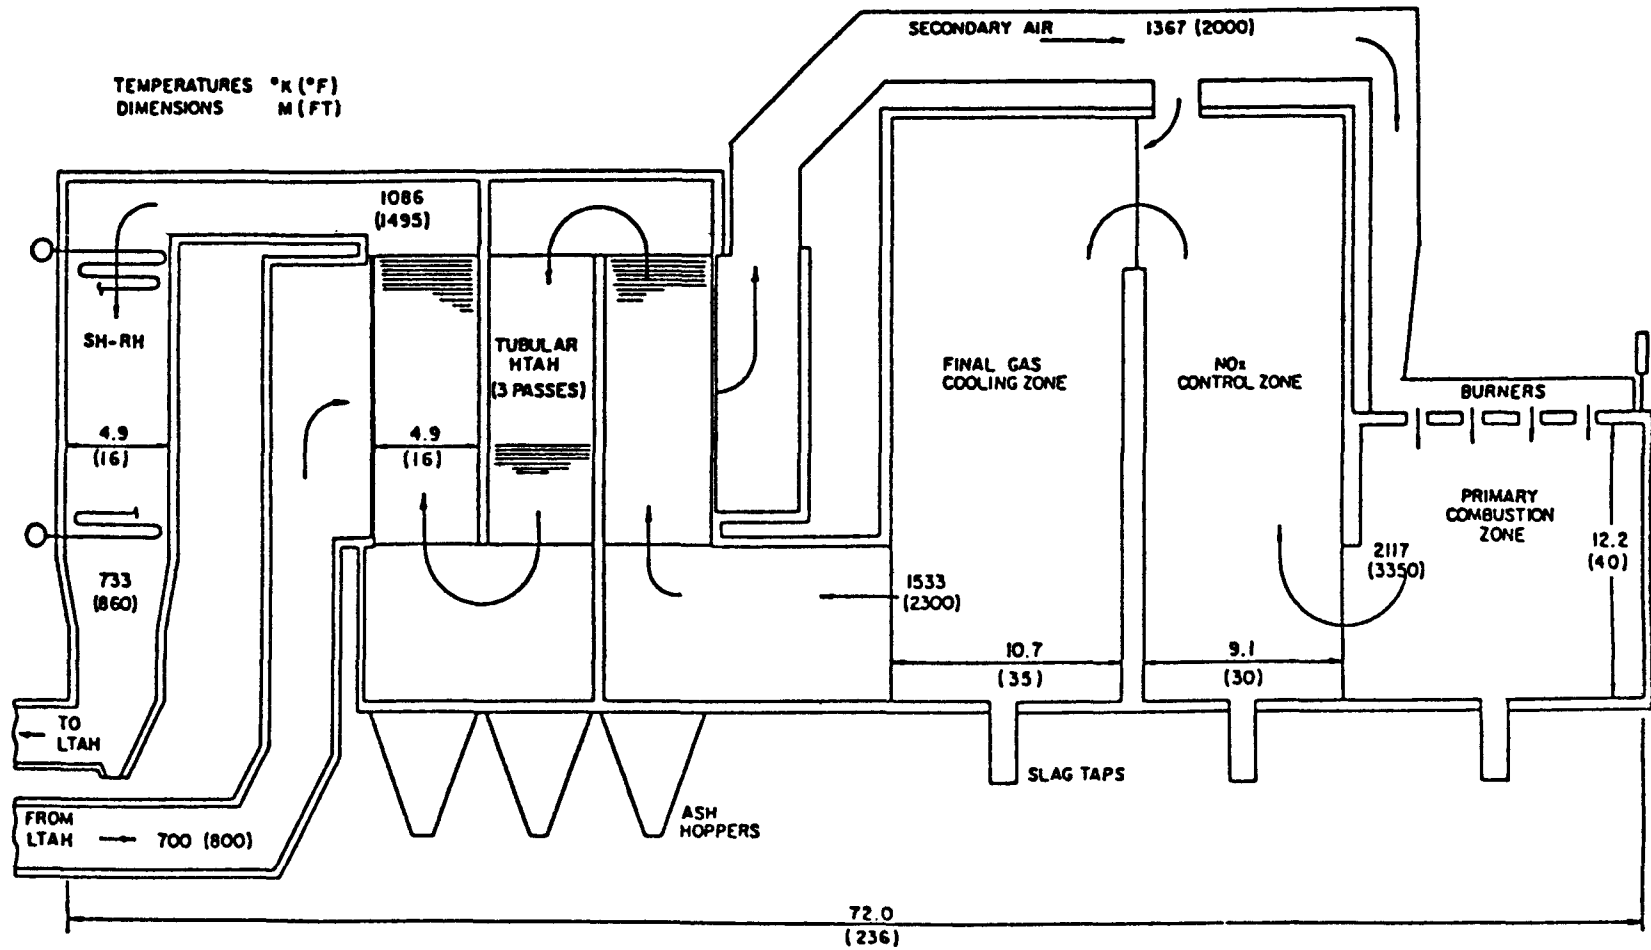 SECONDARY AIR 1367 (2000)
TEMPERATURES °K (°F)
DIMENSIONS M (FT)
1086
(1495)
SH-RH
TUBULAR
HTAH
(3 PASSES)
FINAL GAS
COOLING ZONE
NOx
CONTROL ZONE
BURNERS
4.9
(16)
4.9
(16)
PRIMARY
COMBUSTION
ZONE
12.2
(40)
2117
(3350)
733
(860)
1533
(2300)
10.7
(35)
9.1
(30)
TO
LTAH
SLAG TAPS
ASH
HOPPERS
FROM
LTAH
700 (800)
72.0
(236)